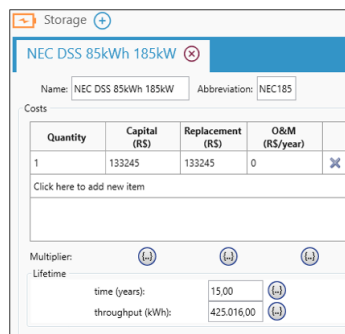 Storage
NEC DSS 85kWh 185kW
Name: NEC DSS 85kWh 185kW Abbreviation: NEC185
Costs
Quantity Capital (R$) Replacement (R$) O&M (R$/year)
1 133245 133245 0
Click here to add new item
Multiplier: {..} {..} {..}
Lifetime
time (years): 15,00 {..}
throughput (kWh): 425.016,00 {..}